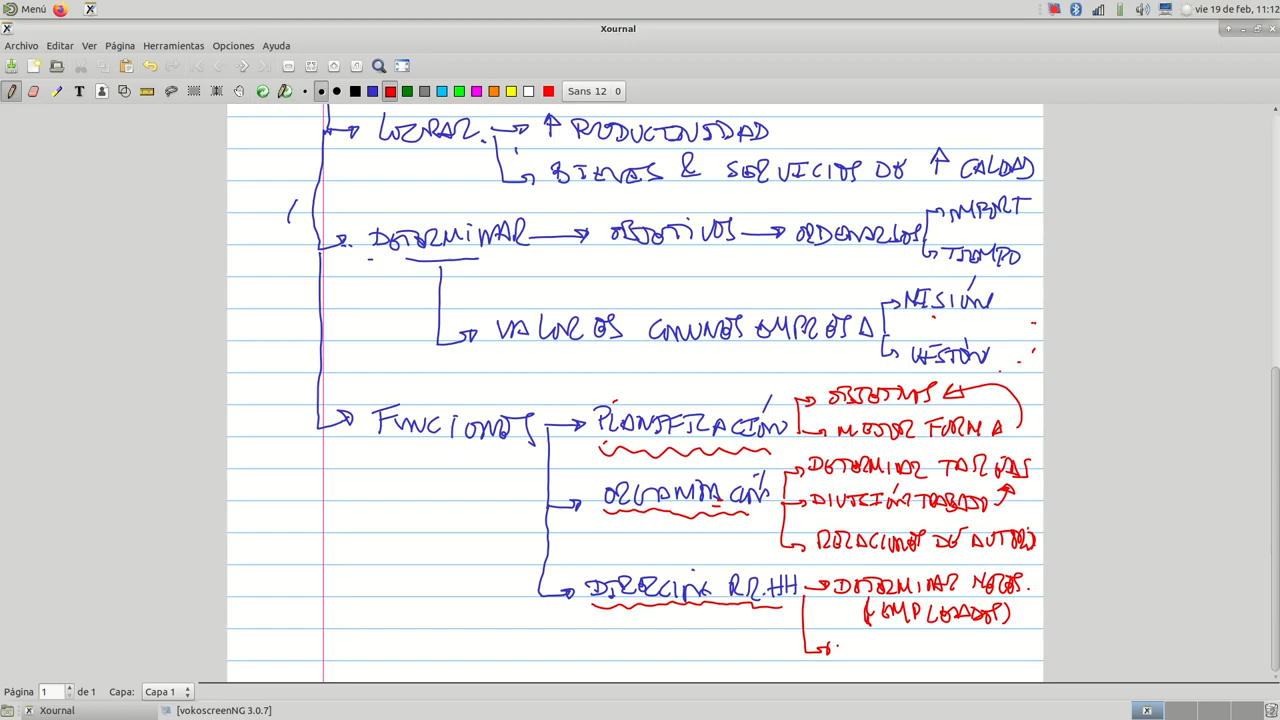 Menú vie 19 de feb, 11:12
Xournal
Archivo Editar Ver Página Herramientas Opciones Ayuda
Sans 12 0
LOGRAR ↑ PRODUCTIVIDAD
BIENES & SERVICIOS DE ↑ CALIDAD
DETERMINAR OBJETIVOS ORDENARLOS IMPORT
TIEMPO
VALORES COMUNES EMPRESA MISIÓN
VISIÓN
FUNCIONES PLANIFICACIÓN OBJETIVOS
MEJOR FORMA
ORGANIZACIÓN DETERMINAR TAREAS
DIVISIÓN TRABAJO
RELACIONES DE AUTORID
DIRECCIÓN RR.HH DETERMINAR NECES.
(EMPLEADOS)
Página 1 de 1 Capa: Capa 1
Xournal [vokoscreenNG 3.0.7]